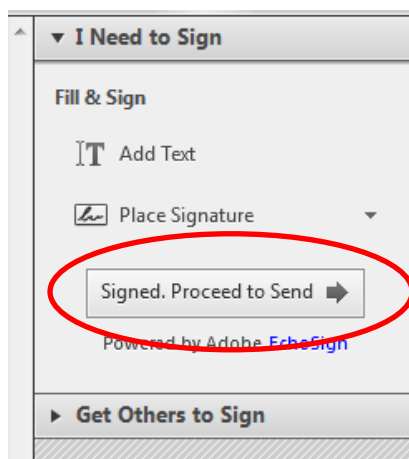 I Need to Sign
Fill & Sign
Add Text
Place Signature
Signed. Proceed to Send
Powered by Adobe EchoSign
Get Others to Sign